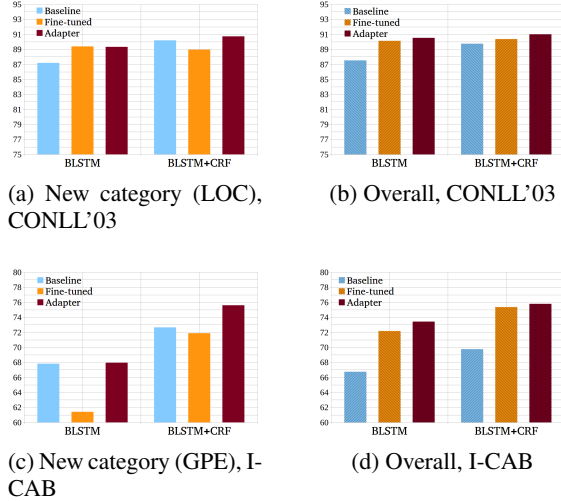 95
93
91
89
87
85
83
81
79
77
75
Baseline
Fine-tuned
Adapter
BLSTM
BLSTM+CRF
(a) New category (LOC),
CONLL'03
95
93
91
89
87
85
83
81
79
77
75
Baseline
Fine-tuned
Adapter
BLSTM
BLSTM+CRF
(b) Overall, CONLL'03
80
78
76
74
72
70
68
66
64
62
60
Baseline
Fine-tuned
Adapter
BLSTM
BLSTM+CRF
(c) New category (GPE), I-
CAB
80
78
76
74
72
70
68
66
64
62
60
Baseline
Fine-tuned
Adapter
BLSTM
BLSTM+CRF
(d) Overall, I-CAB